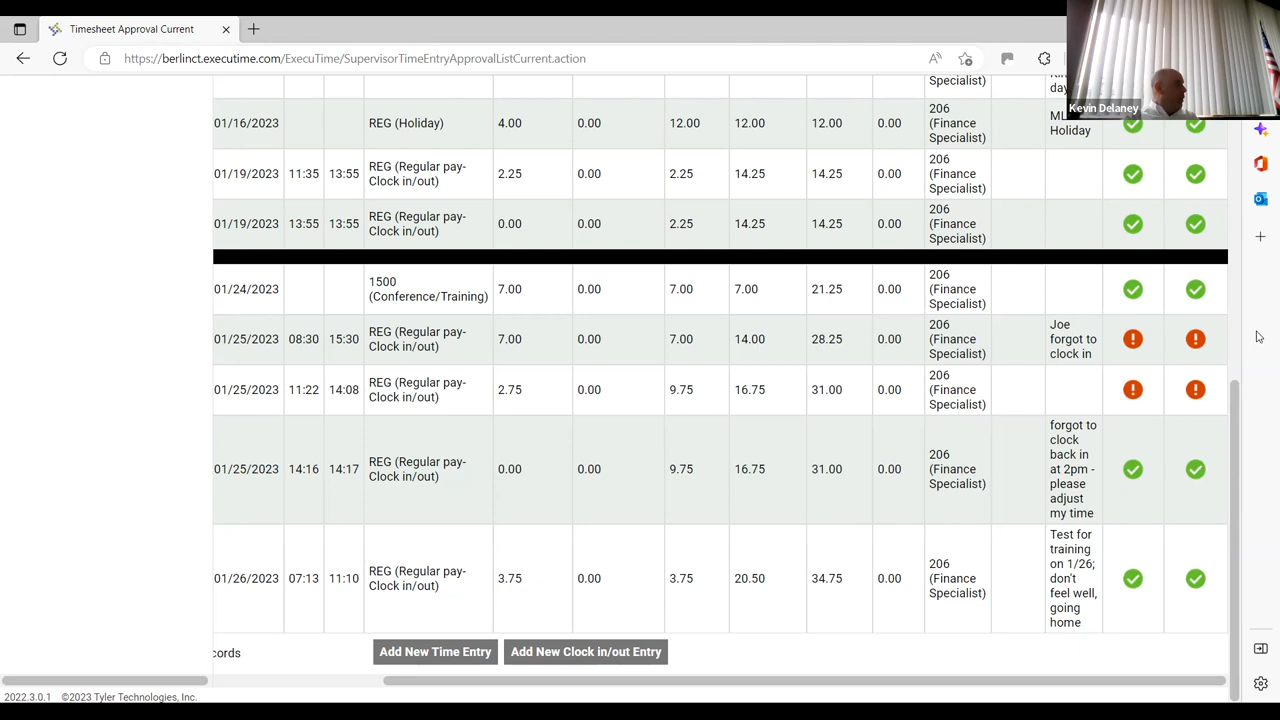 Timesheet Approval Current
https://berlinct.executime.com/ExecuTime/SupervisorTimeEntryApprovalListCurrent.action
Kevin Delaney
Specialist)
day
01/16/2023 REG (Holiday) 4.00 0.00 12.00 12.00 12.00 0.00
206
(Finance
Specialist)
Holiday
01/19/2023 11:35 13:55
REG (Regular pay-
Clock in/out)
2.25 0.00 2.25 14.25 14.25 0.00
206
(Finance
Specialist)
01/19/2023 13:55 13:55
REG (Regular pay-
Clock in/out)
0.00 0.00 2.25 14.25 14.25 0.00
206
(Finance
Specialist)
01/24/2023
1500
(Conference/Training)
7.00 0.00 7.00 7.00 21.25 0.00
206
(Finance
Specialist)
01/25/2023 08:30 15:30
REG (Regular pay-
Clock in/out)
7.00 0.00 7.00 14.00 28.25 0.00
206
(Finance
Specialist)
Joe
forgot to
clock in
01/25/2023 11:22 14:08
REG (Regular pay-
Clock in/out)
2.75 0.00 9.75 16.75 31.00 0.00
206
(Finance
Specialist)
01/25/2023 14:16 14:17
REG (Regular pay-
Clock in/out)
0.00 0.00 9.75 16.75 31.00 0.00
206
(Finance
Specialist)
forgot to
clock
back in
at 2pm -
please
adjust
my time
01/26/2023 07:13 11:10
REG (Regular pay-
Clock in/out)
3.75 0.00 3.75 20.50 34.75 0.00
206
(Finance
Specialist)
Test for
training
on 1/26;
don't
feel well,
going
home
cords
Add New Time Entry Add New Clock in/out Entry
2022.3.0.1 ©2023 Tyler Technologies, Inc.